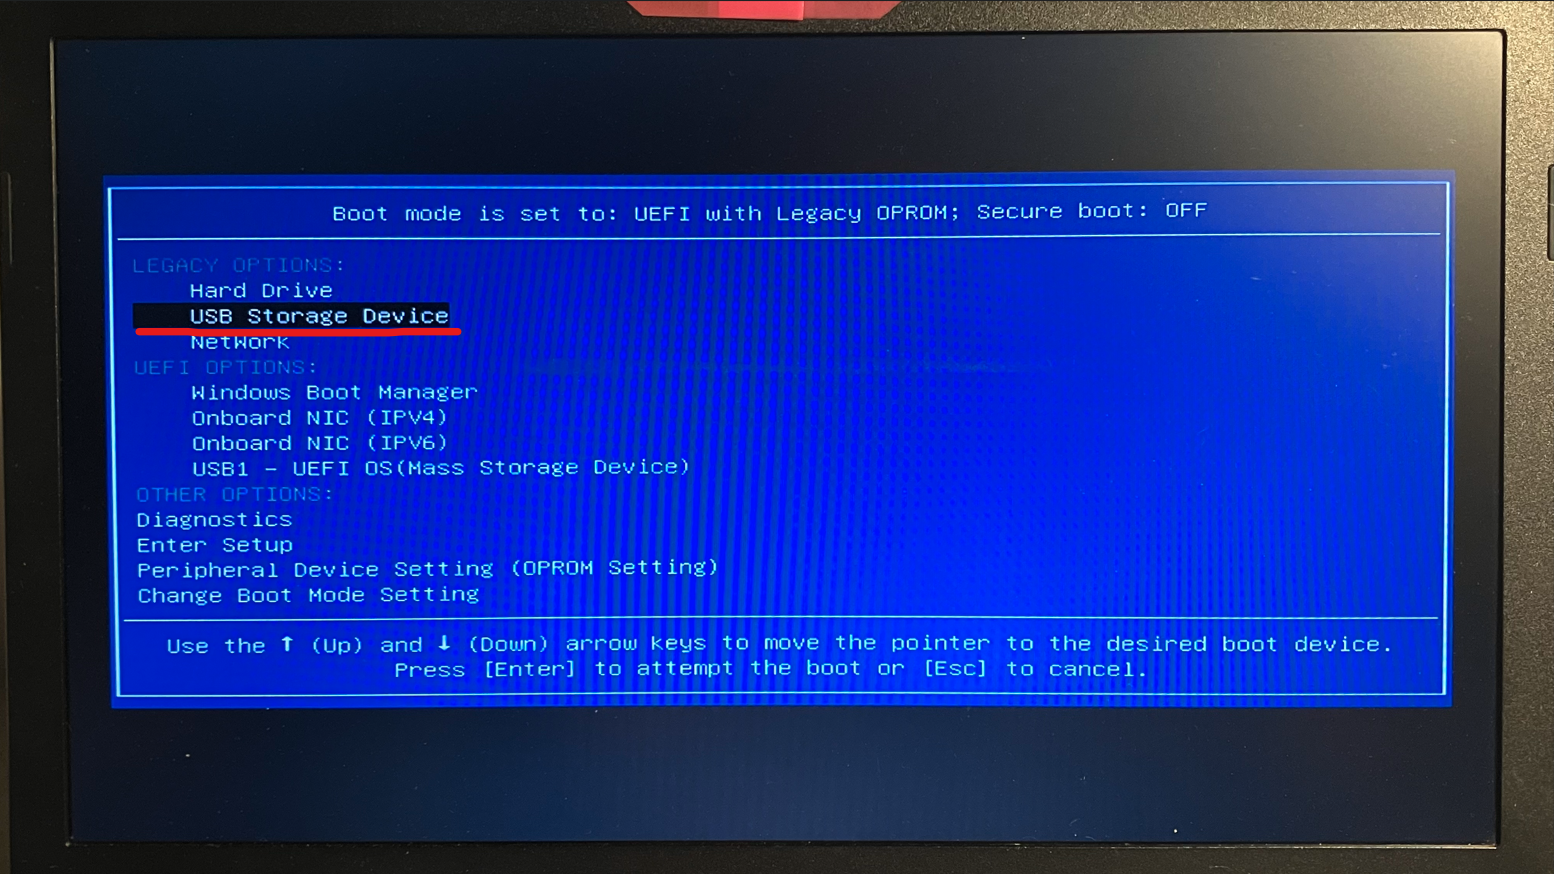 Boot mode is set to: UEFI with Legacy OPROM; Secure boot: OFF
LEGACY OPTIONS:
Hard Drive
USB Storage Device
Network
UEFI OPTIONS:
Windows Boot Manager
Onboard NIC (IPV4)
Onboard NIC (IPV6)
USB1 - UEFI OS(Mass Storage Device)
OTHER OPTIONS:
Diagnostics
Enter Setup
Peripheral Device Setting (OPROM Setting)
Change Boot Mode Setting
Use the ↑ (Up) and ↓ (Down) arrow keys to move the pointer to the desired boot device.
Press [Enter] to attempt the boot or [Esc] to cancel.